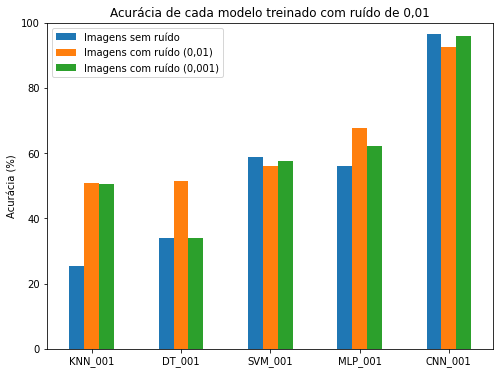 Acurácia de cada modelo treinado com ruído de 0,01
Imagens sem ruído
Imagens com ruído (0,01)
Imagens com ruído (0,001)
Acurácia (%)
100
80
60
40
20
0
KNN_001 DT_001 SVM_001 MLP_001 CNN_001